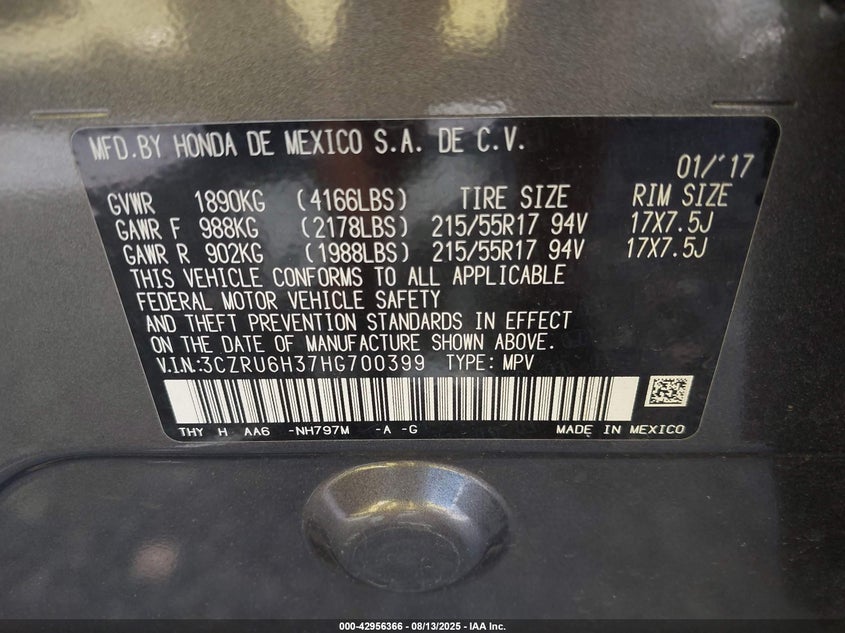 MFD.BY HONDA DE MEXICO S.A. DE C.V.
01/'17
GVWR 1890KG (4166LBS) TIRE SIZE RIM SIZE
GAWR F 988KG (2178LBS) 215/55R17 94V 17X7.5J
GAWR R 902KG (1988LBS) 215/55R17 94V 17X7.5J
THIS VEHICLE CONFORMS TO ALL APPLICABLE
FEDERAL MOTOR VEHICLE SAFETY
AND THEFT PREVENTION STANDARDS IN EFFECT
ON THE DATE OF MANUFACTURE SHOWN ABOVE.
V.I.N.:3CZRU6H37HG700399 TYPE: MPV
THY H AA6 -NH797M -A -G MADE IN MEXICO
000-42956366 - 08/13/2025 - IAA Inc.